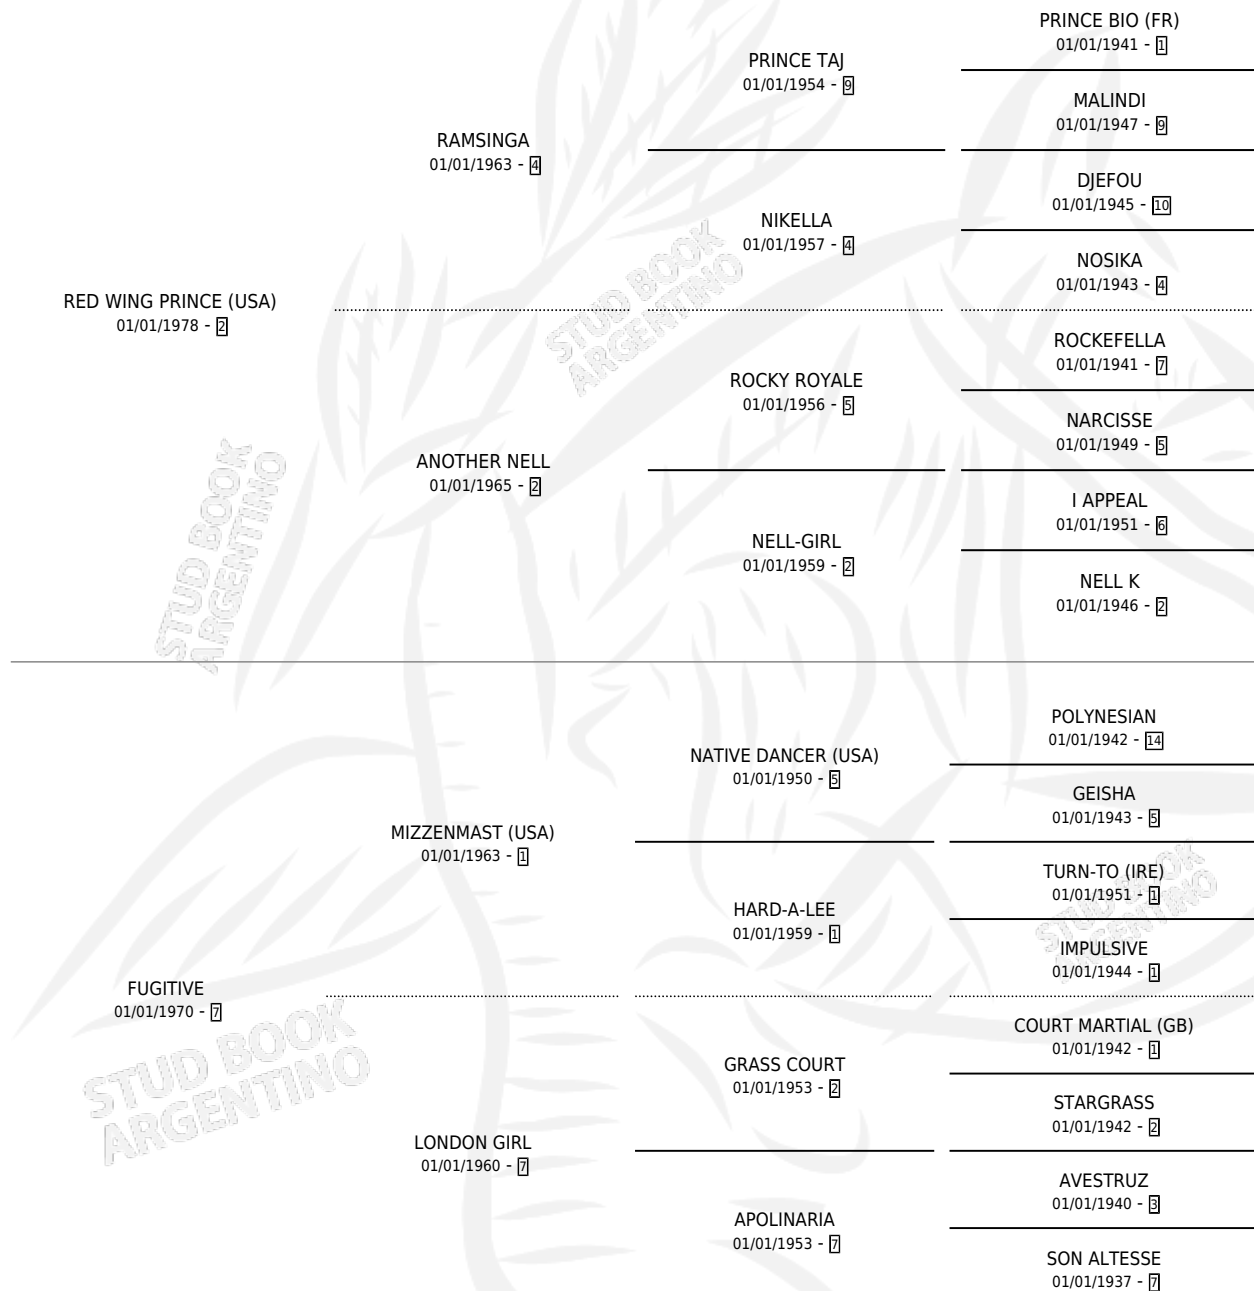 PRINCE BIO (FR)
01/01/1941 - 1
PRINCE TAJ
01/01/1954 - 9
MALINDI
01/01/1947 - 9
RAMSINGA
01/01/1963 - 4
DJEFOU
01/01/1945 - 10
NIKELLA
01/01/1957 - 4
NOSIKA
01/01/1943 - 4
RED WING PRINCE (USA)
01/01/1978 - 2
ROCKEFELLA
01/01/1941 - 7
ROCKY ROYALE
01/01/1956 - 5
NARCISSE
01/01/1949 - 5
ANOTHER NELL
01/01/1965 - 2
I APPEAL
01/01/1951 - 6
NELL-GIRL
01/01/1959 - 2
NELL K
01/01/1946 - 2
POLYNESIAN
01/01/1942 - 14
NATIVE DANCER (USA)
01/01/1950 - 5
GEISHA
01/01/1943 - 5
MIZZENMAST (USA)
01/01/1963 - 1
TURN-TO (IRE)
01/01/1951 - 1
HARD-A-LEE
01/01/1959 - 1
IMPULSIVE
01/01/1944 - 1
FUGITIVE
01/01/1970 - 7
COURT MARTIAL (GB)
01/01/1942 - 1
GRASS COURT
01/01/1953 - 2
STARGRASS
01/01/1942 - 2
LONDON GIRL
01/01/1960 - 7
AVESTRUZ
01/01/1940 - 3
APOLINARIA
01/01/1953 - 7
SON ALTESSE
01/01/1937 - 7
STUD BOOK
ARGENTINO
STUD BOOK
ARGENTINO
STUD BOOK
ARGENTINO
STUD BOOK
ARGENTINO